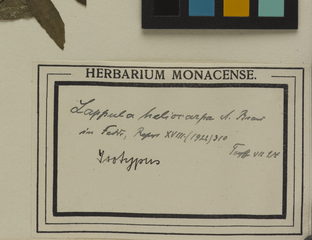 HERBARIUM MONACENSE.
Lappula heliocarpa A. Brand
in Fedde, Repert XVIII (1922) 310
Isotypus